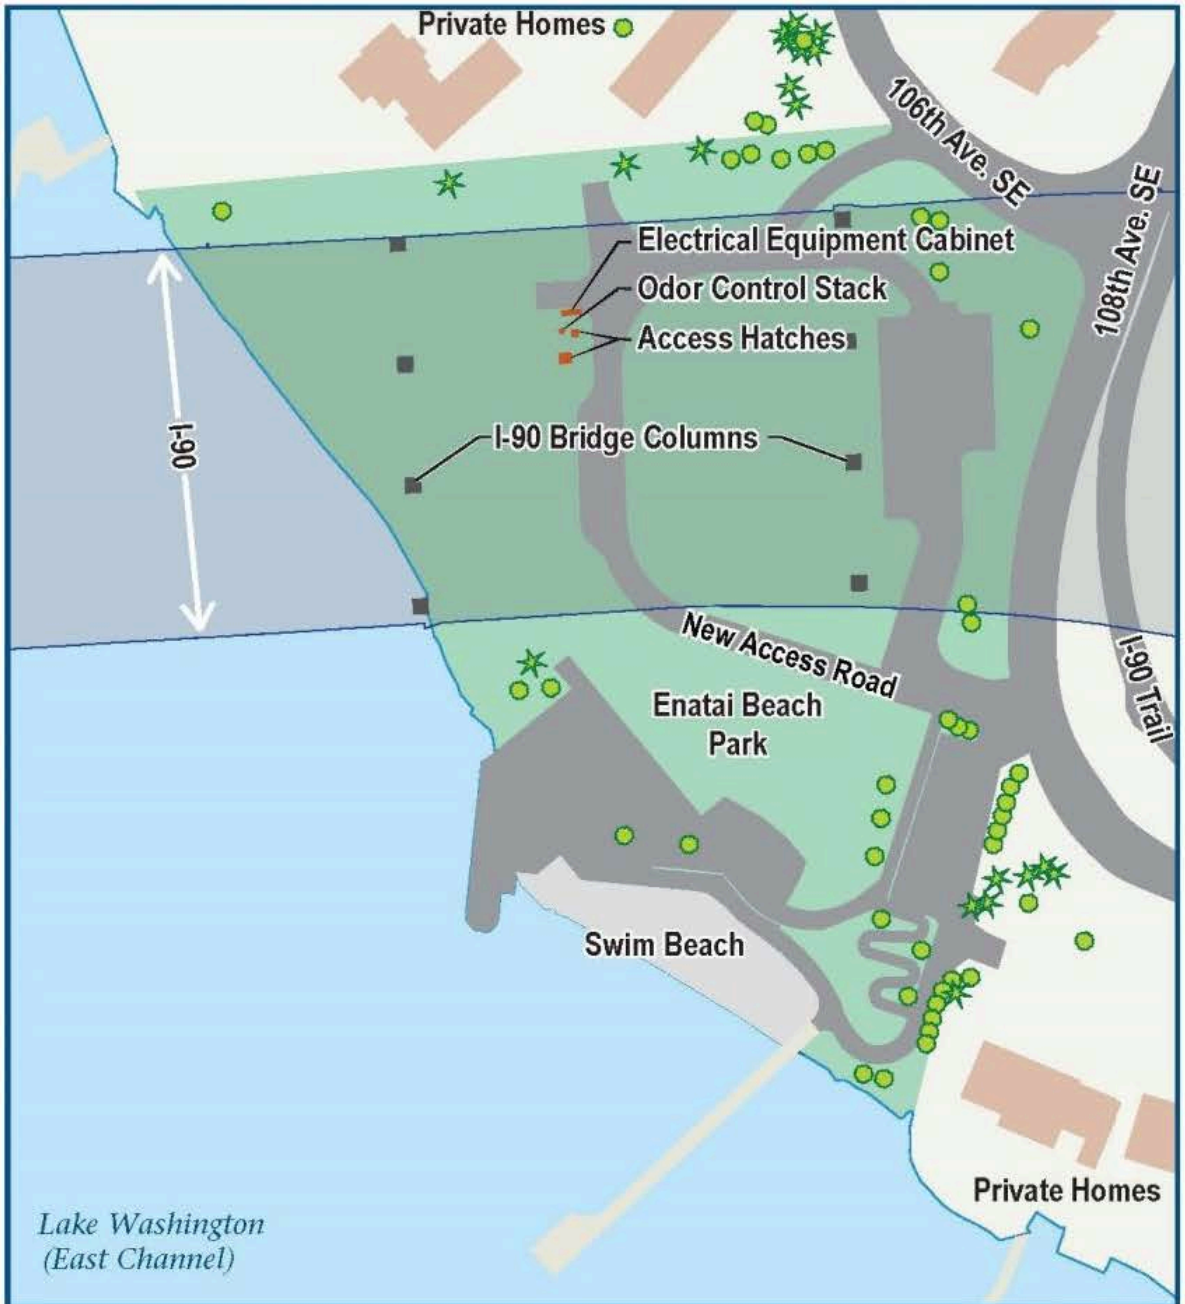 Private Homes
106th Ave. SE
108th Ave. SE
Electrical Equipment Cabinet
Odor Control Stack
Access Hatches
I-90
I-90 Bridge Columns
New Access Road
I-90 Trail
Enatai Beach
Park
Swim Beach
Private Homes
Lake Washington
(East Channel)